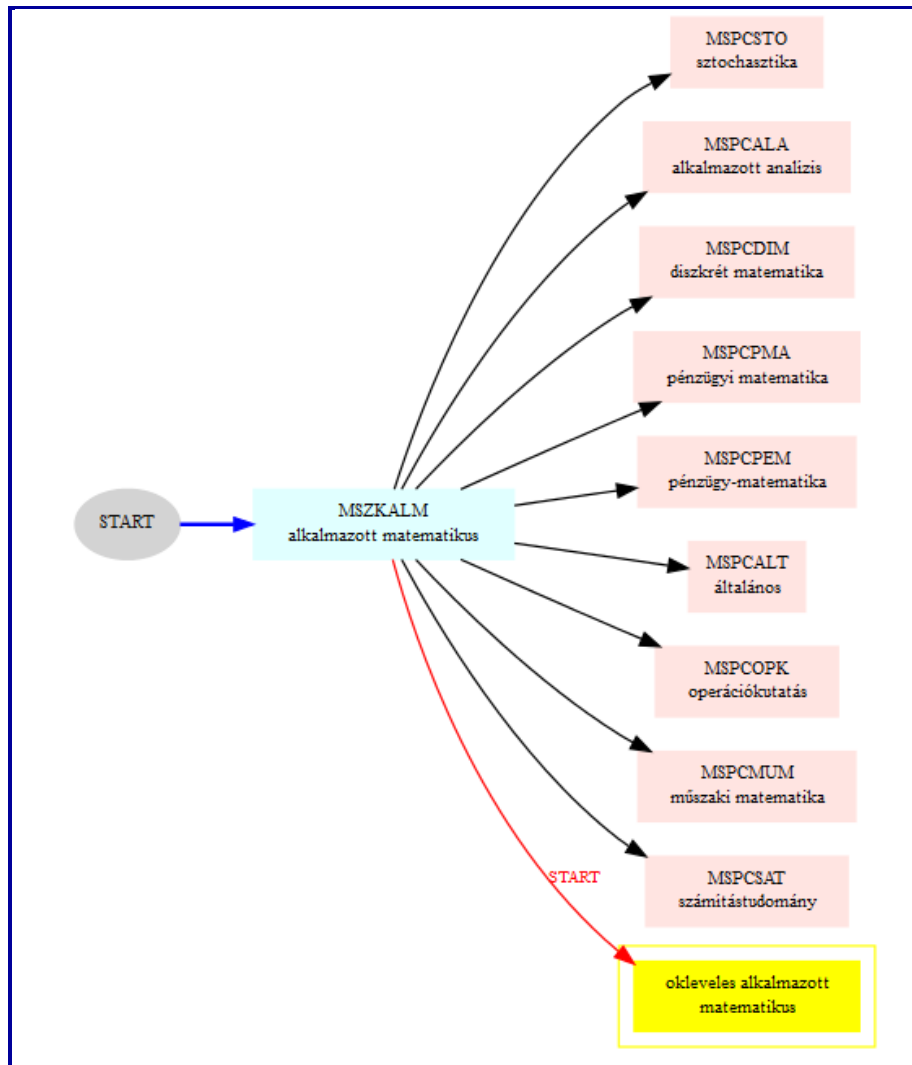 MSPCSTO
sztochasztika
MSPCALA
alkalmazott analízis
MSPCDIM
diszkrét matematika
MSPCPMA
pénzügyi matematika
MSPCPEM
pénzügy-matematika
START
MSZKALM
alkalmazott matematikus
MSPCALT
általános
MSPCOPK
operációkutatás
MSPCMUM
műszaki matematika
MSPCSAT
számítástudomány
START
okleveles alkalmazott
matematikus